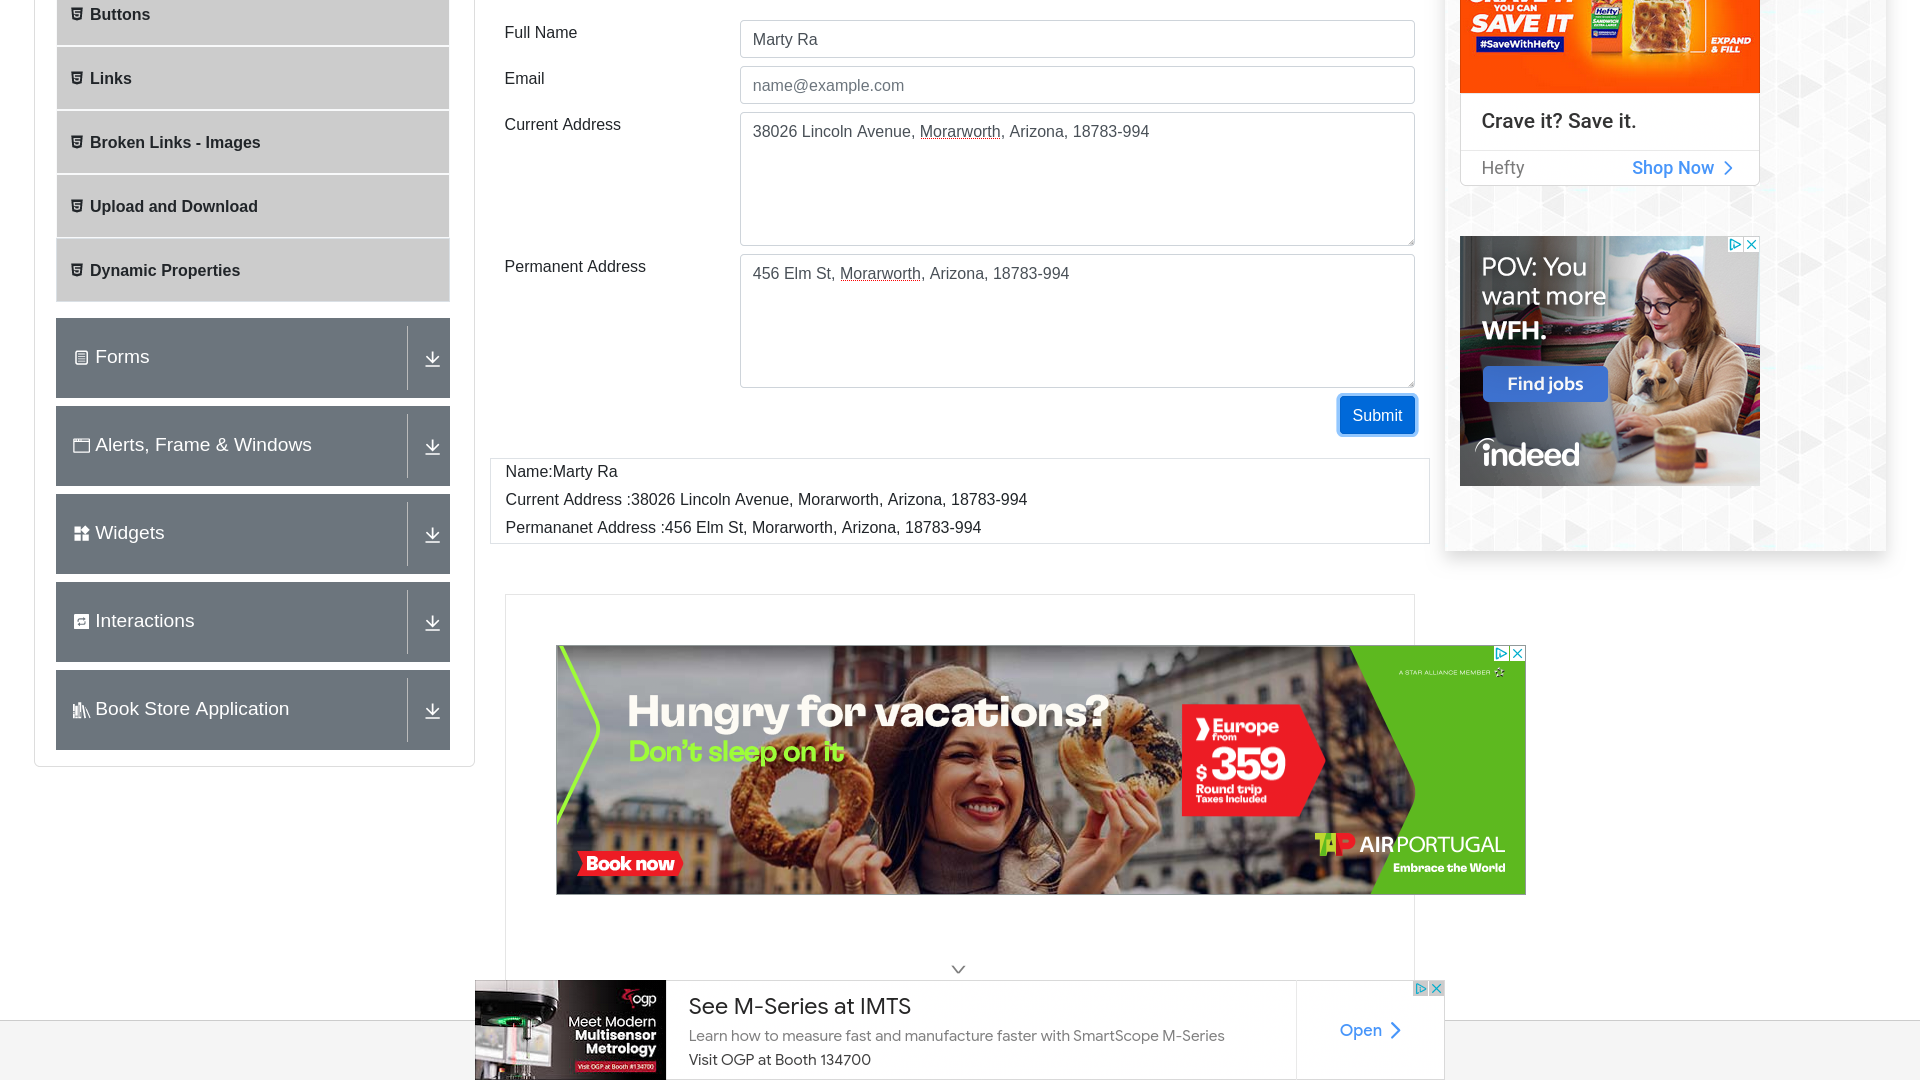 Buttons
Links
Broken Links - Images
Upload and Download
Dynamic Properties
Forms
Alerts, Frame & Windows
Widgets
Interactions
Book Store Application
Full Name
Marty Ra
Email
name@example.com
Current Address
38026 Lincoln Avenue, Morarworth, Arizona, 18783-994
Permanent Address
456 Elm St, Morarworth, Arizona, 18783-994
Submit
Name:Marty Ra
Current Address :38026 Lincoln Avenue, Morarworth, Arizona, 18783-994
Permananet Address :456 Elm St, Morarworth, Arizona, 18783-994
YOU CAN
SAVE IT
#SaveWithHefty
Hefty
EXPAND
& FILL
Crave it? Save it.
Hefty
Shop Now
POV: You
want more
WFH.
Find jobs
indeed
A STAR ALLIANCE MEMBER
Hungry for vacations?
Don't sleep on it
Europe
from
$359
Round trip
Taxes Included
Book now
TAP AIRPORTUGAL
Embrace the World
ogp
Meet Modern
Multisensor
Metrology
Visit OGP at Booth #134700
See M-Series at IMTS
Learn how to measure fast and manufacture faster with SmartScope M-Series
Visit OGP at Booth 134700
Open